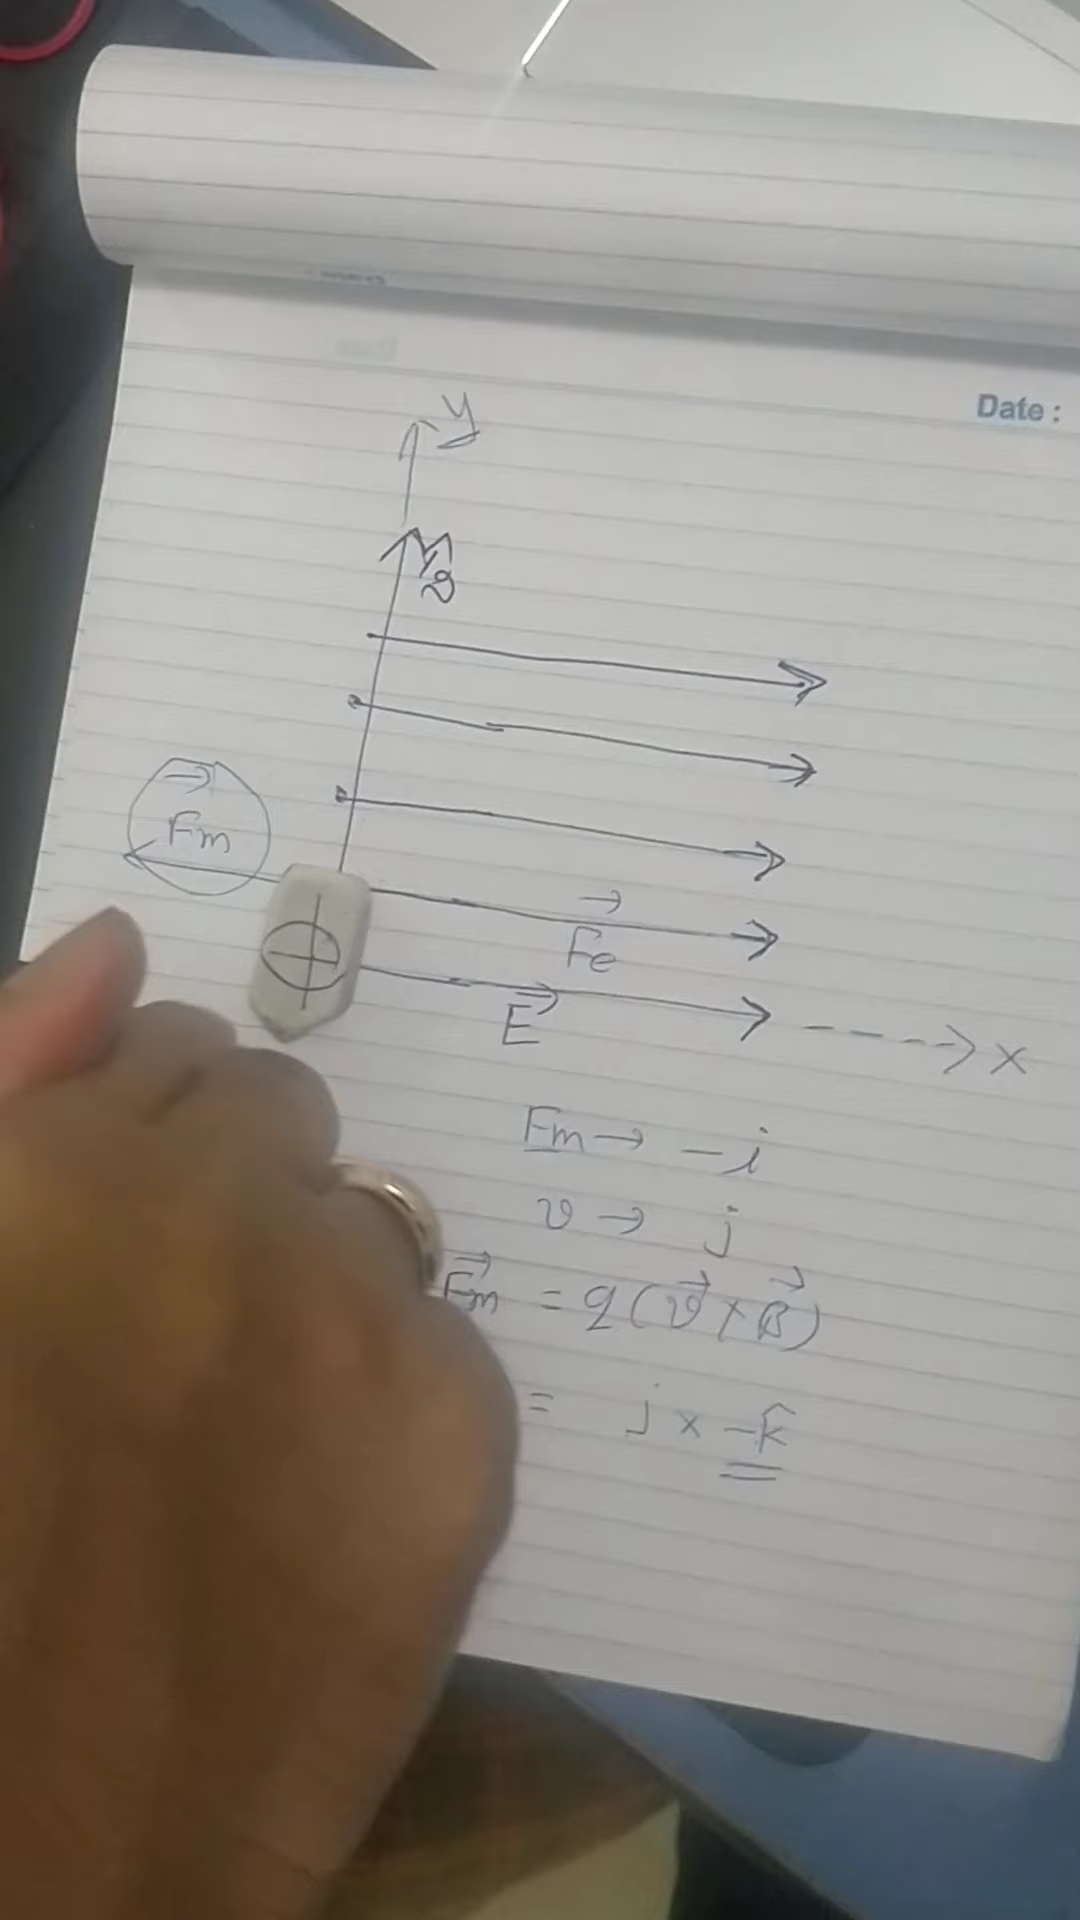 Date :
y
v
Fm
Fe
E
x
Fm → -i
v → j
Fm = q(v × B)
= j × -k̂